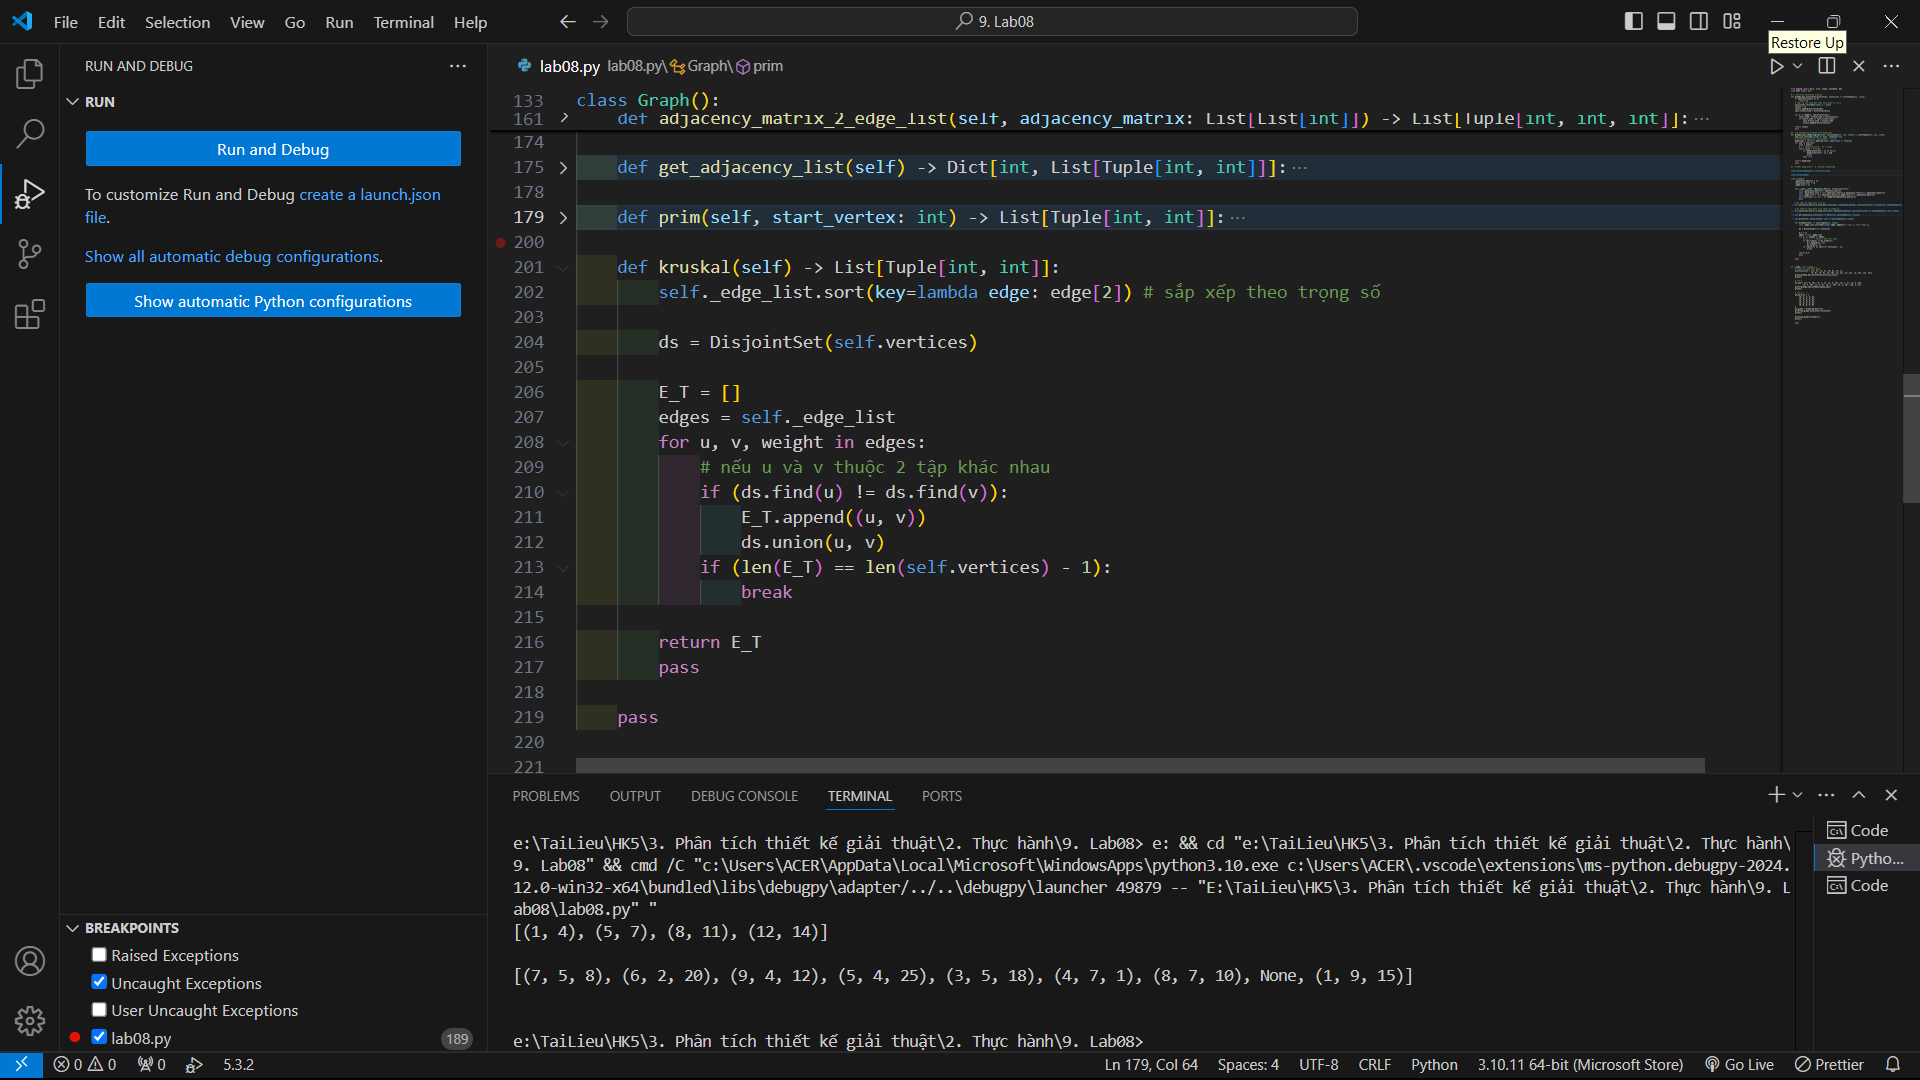 File Edit Selection View Go Run Terminal Help
9. Lab08
Restore Up
RUN AND DEBUG
RUN
Run and Debug
To customize Run and Debug create a launch.json
file.
Show all automatic debug configurations.
Show automatic Python configurations
lab08.py lab08.py\Graph\prim
133 class Graph():
161 def adjacency_matrix_2_edge_list(self, adjacency_matrix: List[List[int]]) -> List[Tuple[int, int, int]]:···
174
175 def get_adjacency_list(self) -> Dict[int, List[Tuple[int, int]]]:···
178
179 def prim(self, start_vertex: int) -> List[Tuple[int, int]]:···
200
201 def kruskal(self) -> List[Tuple[int, int]]:
202 self._edge_list.sort(key=lambda edge: edge[2]) # sắp xếp theo trọng số
203
204 ds = DisjointSet(self.vertices)
205
206 E_T = []
207 edges = self._edge_list
208 for u, v, weight in edges:
209 # nếu u và v thuộc 2 tập khác nhau
210 if (ds.find(u) != ds.find(v)):
211 E_T.append((u, v))
212 ds.union(u, v)
213 if (len(E_T) == len(self.vertices) - 1):
214 break
215
216 return E_T
217 pass
218
219 pass
220
221
PROBLEMS OUTPUT DEBUG CONSOLE TERMINAL PORTS
e:\TaiLieu\HK5\3. Phân tích thiết kế giải thuật\2. Thực hành\9. Lab08> e: && cd "e:\TaiLieu\HK5\3. Phân tích thiết kế giải thuật\2. Thực hành\
9. Lab08" && cmd /C "c:\Users\ACER\AppData\Local\Microsoft\WindowsApps\python3.10.exe c:\Users\ACER\.vscode\extensions\ms-python.debugpy-2024.
12.0-win32-x64\bundled\libs\debugpy\adapter/../..\debugpy\launcher 49879 -- "E:\TaiLieu\HK5\3. Phân tích thiết kế giải thuật\2. Thực hành\9. L
ab08\lab08.py" "
[(1, 4), (5, 7), (8, 11), (12, 14)]
[(7, 5, 8), (6, 2, 20), (9, 4, 12), (5, 4, 25), (3, 5, 18), (4, 7, 1), (8, 7, 10), None, (1, 9, 15)]
e:\TaiLieu\HK5\3. Phân tích thiết kế giải thuật\2. Thực hành\9. Lab08>
Code
Pytho...
Code
BREAKPOINTS
Raised Exceptions
Uncaught Exceptions
User Uncaught Exceptions
lab08.py 189
0 0 0 5.3.2 Ln 179, Col 64 Spaces: 4 UTF-8 CRLF Python 3.10.11 64-bit (Microsoft Store) Go Live Prettier